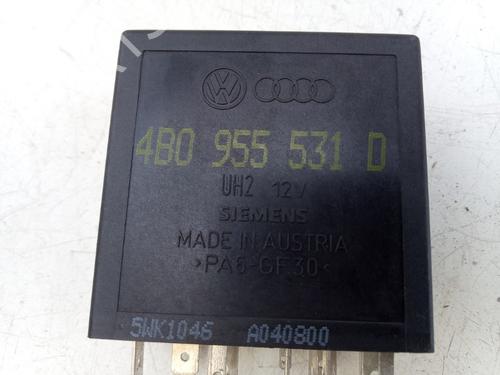 4B0 955 531 D
UH2 12V
SIEMENS
MADE IN AUSTRIA
>PA6-GF30<
5WK1046 A040800